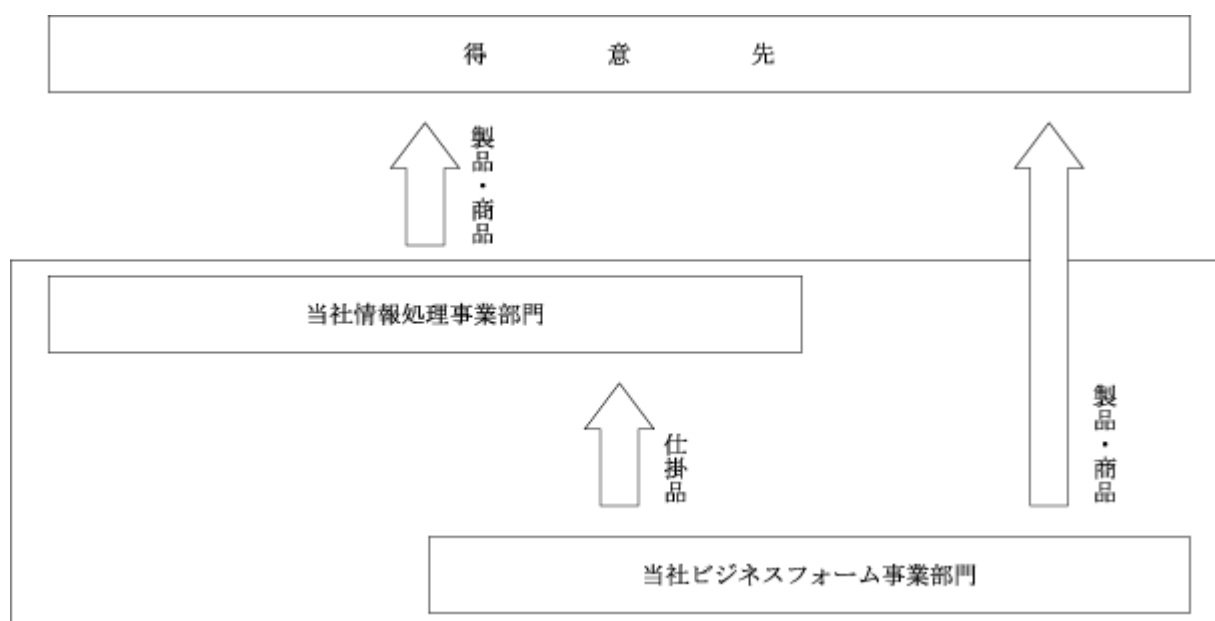 得意先
製品・商品
当社情報処理事業部門
仕掛品
製品・商品
当社ビジネスフォーム事業部門